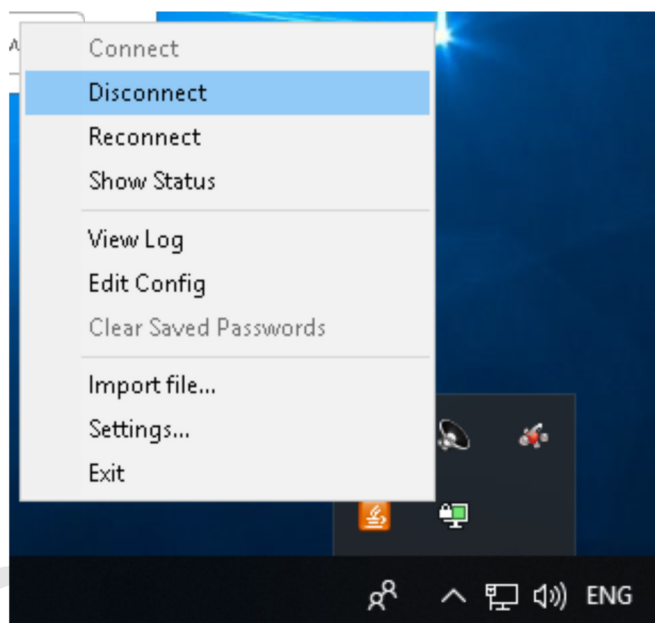 Connect
Disconnect
Reconnect
Show Status
View Log
Edit Config
Clear Saved Passwords
Import file...
Settings...
Exit
ENG